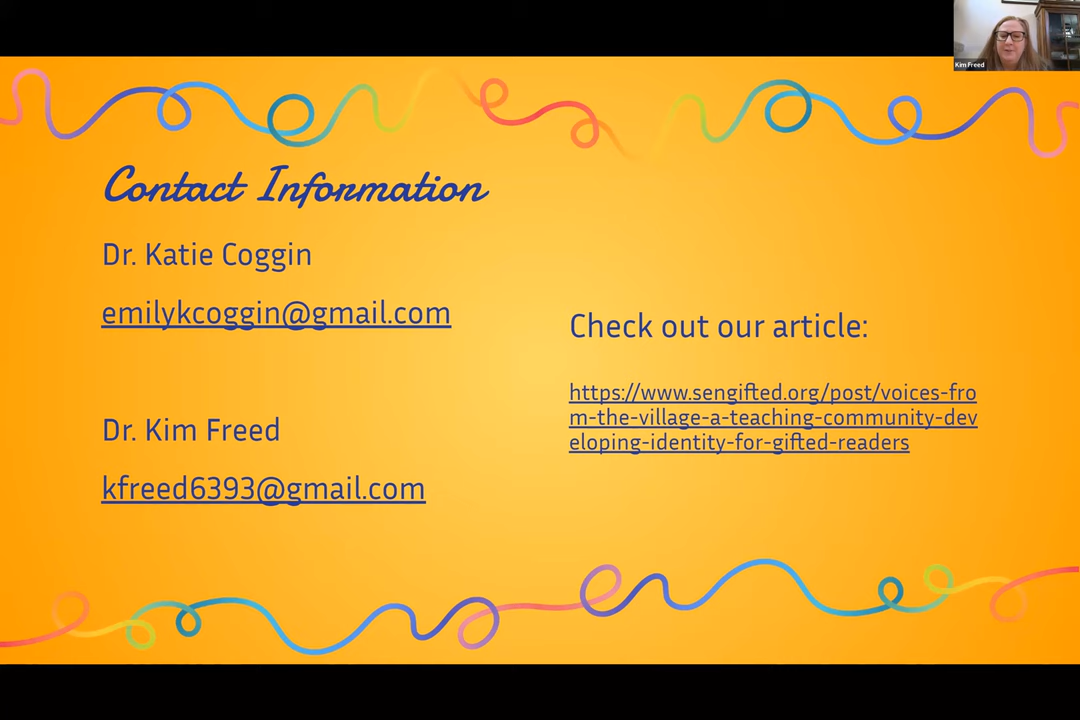 Kim Freed
Contact Information
Dr. Katie Coggin
emilykcoggin@gmail.com
Dr. Kim Freed
kfreed6393@gmail.com
Check out our article:
https://www.sengifted.org/post/voices-fro
m-the-village-a-teaching-community-dev
eloping-identity-for-gifted-readers